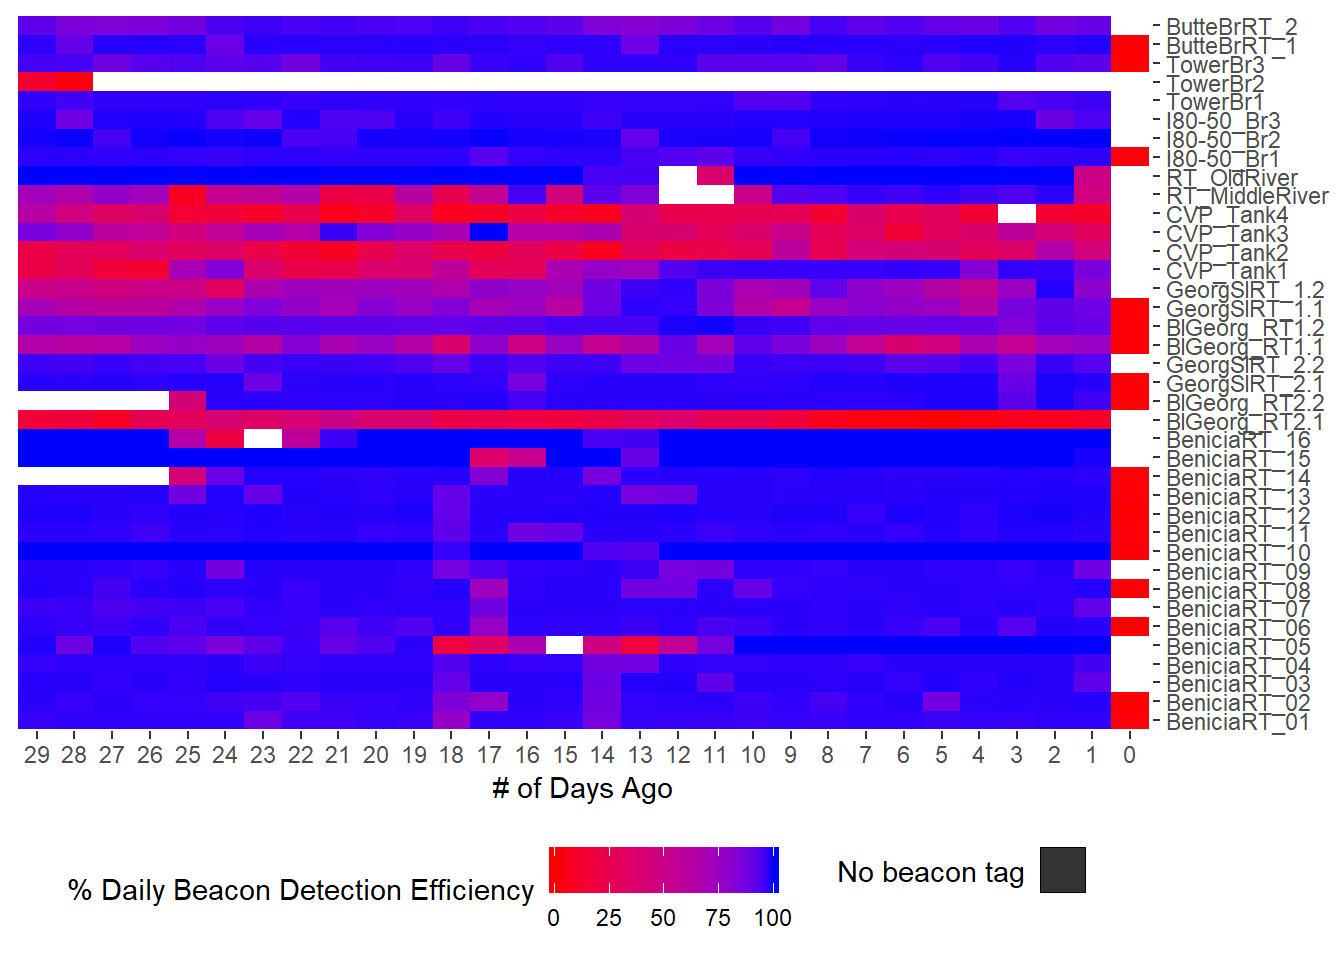 ButteBrRT_2
ButteBrRT_1
TowerBr3
TowerBr2
TowerBr1
I80-50_Br3
I80-50_Br2
I80-50_Br1
RT_OldRiver
RT_MiddleRiver
CVP_Tank4
CVP_Tank3
CVP_Tank2
CVP_Tank1
GeorgSlRT_1.2
GeorgSlRT_1.1
BlGeorg_RT1.2
BlGeorg_RT1.1
GeorgSlRT_2.2
GeorgSlRT_2.1
BlGeorg_RT2.2
BlGeorg_RT2.1
BeniciaRT_16
BeniciaRT_15
BeniciaRT_14
BeniciaRT_13
BeniciaRT_12
BeniciaRT_11
BeniciaRT_10
BeniciaRT_09
BeniciaRT_08
BeniciaRT_07
BeniciaRT_06
BeniciaRT_05
BeniciaRT_04
BeniciaRT_03
BeniciaRT_02
BeniciaRT_01
29 28 27 26 25 24 23 22 21 20 19 18 17 16 15 14 13 12 11 10 9 8 7 6 5 4 3 2 1 0
# of Days Ago
% Daily Beacon Detection Efficiency
0 25 50 75 100
No beacon tag